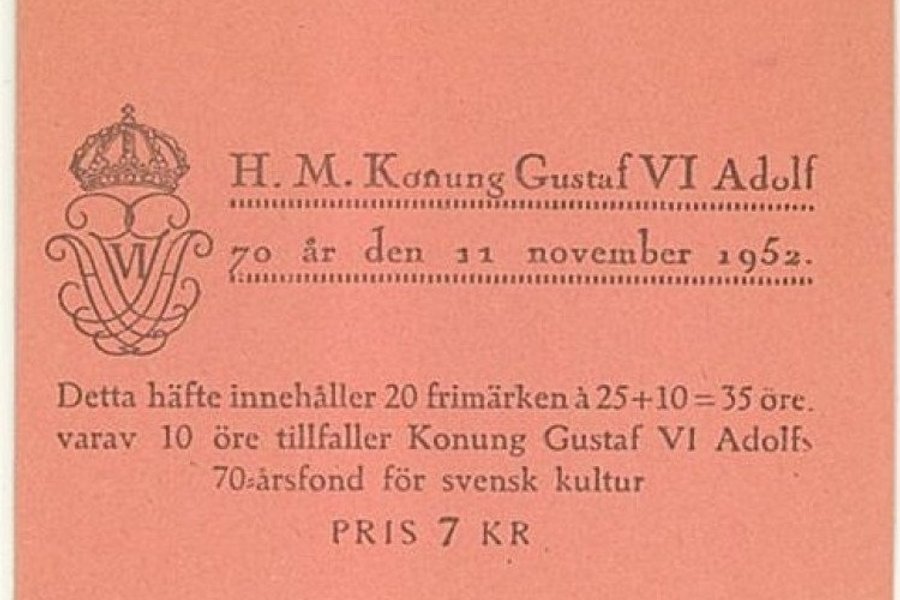 VI
H. M. Konung Gustaf VI Adolf
70 år den 11 november 1952.
Detta häfte innehåller 20 frimärken à 25+10=35 öre.
varav 10 öre tillfaller Konung Gustaf VI Adolfs
70-årsfond för svensk kultur
PRIS 7 KR